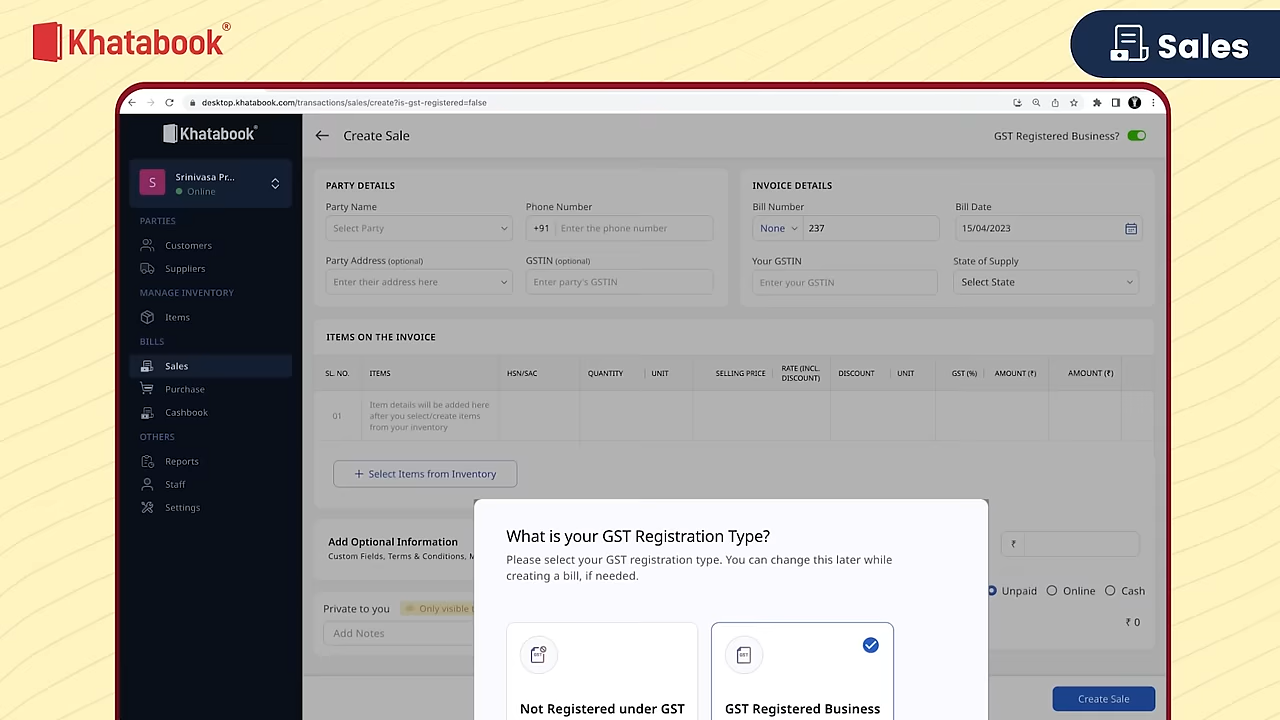 Khatabook®
Sales
desktop.khatabook.com/transactions/sales/create?is-gst-registered=false
Khatabook®
Create Sale
GST Registered Business?
S
Srinivasa Pr...
Online
PARTIES
Customers
Suppliers
MANAGE INVENTORY
Items
BILLS
Sales
Purchase
Cashbook
OTHERS
Reports
Staff
Settings
PARTY DETAILS
Party Name
Phone Number
Select Party
+91
Enter the phone number
Party Address (optional)
GSTIN (optional)
Enter their address here
Enter party's GSTIN
INVOICE DETAILS
Bill Number
Bill Date
None
237
15/04/2023
Your GSTIN
State of Supply
Enter your GSTIN
Select State
ITEMS ON THE INVOICE
SL. NO.
ITEMS
HSN/SAC
QUANTITY
UNIT
SELLING PRICE
RATE (INCL.
DISCOUNT)
DISCOUNT
UNIT
GST (%)
AMOUNT (₹)
AMOUNT (₹)
01
Item details will be added here
after you select/create items
from your inventory
+ Select Items from Inventory
Add Optional Information
Custom Fields, Terms & Conditions, M
Private to you
Only visible t
Add Notes
₹
Unpaid
Online
Cash
₹ 0
Create Sale
What is your GST Registration Type?
Please select your GST registration type. You can change this later while
creating a bill, if needed.
GST
Not Registered under GST
GST
GST Registered Business